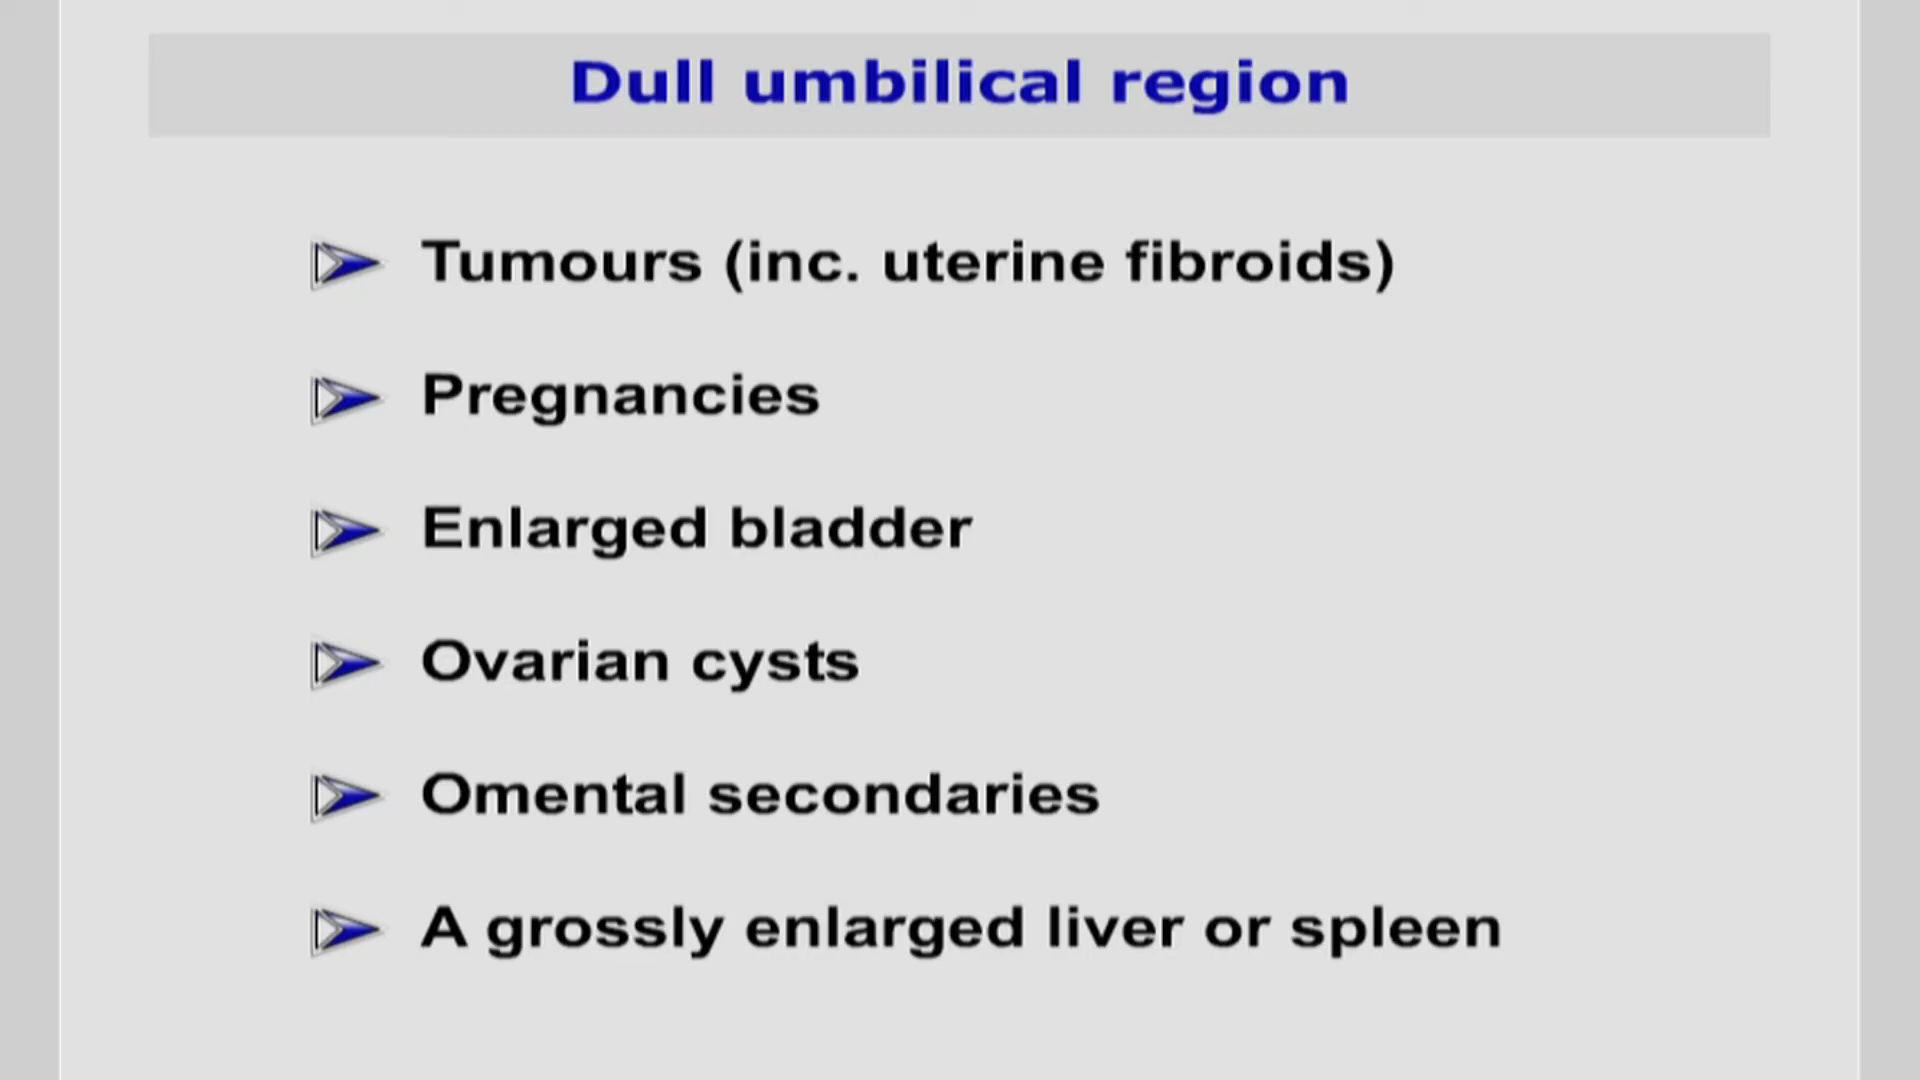 Dull umbilical region
Tumours (inc. uterine fibroids)
Pregnancies
Enlarged bladder
Ovarian cysts
Omental secondaries
A grossly enlarged liver or spleen